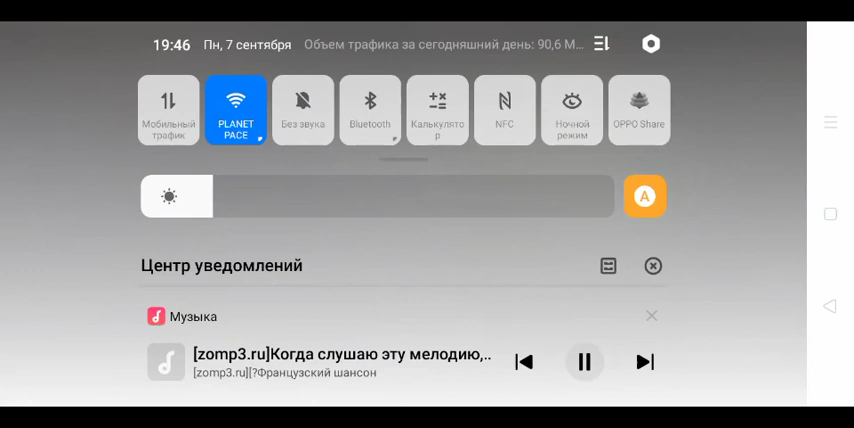 19:46 Пн, 7 сентября Объем трафика за сегодняшний день: 90,6 М...
Мобильный трафик
PLANET PACE
Без звука
Bluetooth
Калькулято
р
NFC
Ночной режим
OPPO Share
A
Центр уведомлений
Музыка
[zomp3.ru]Когда слушаю эту мелодию,..
[zomp3.ru][?Французский шансон